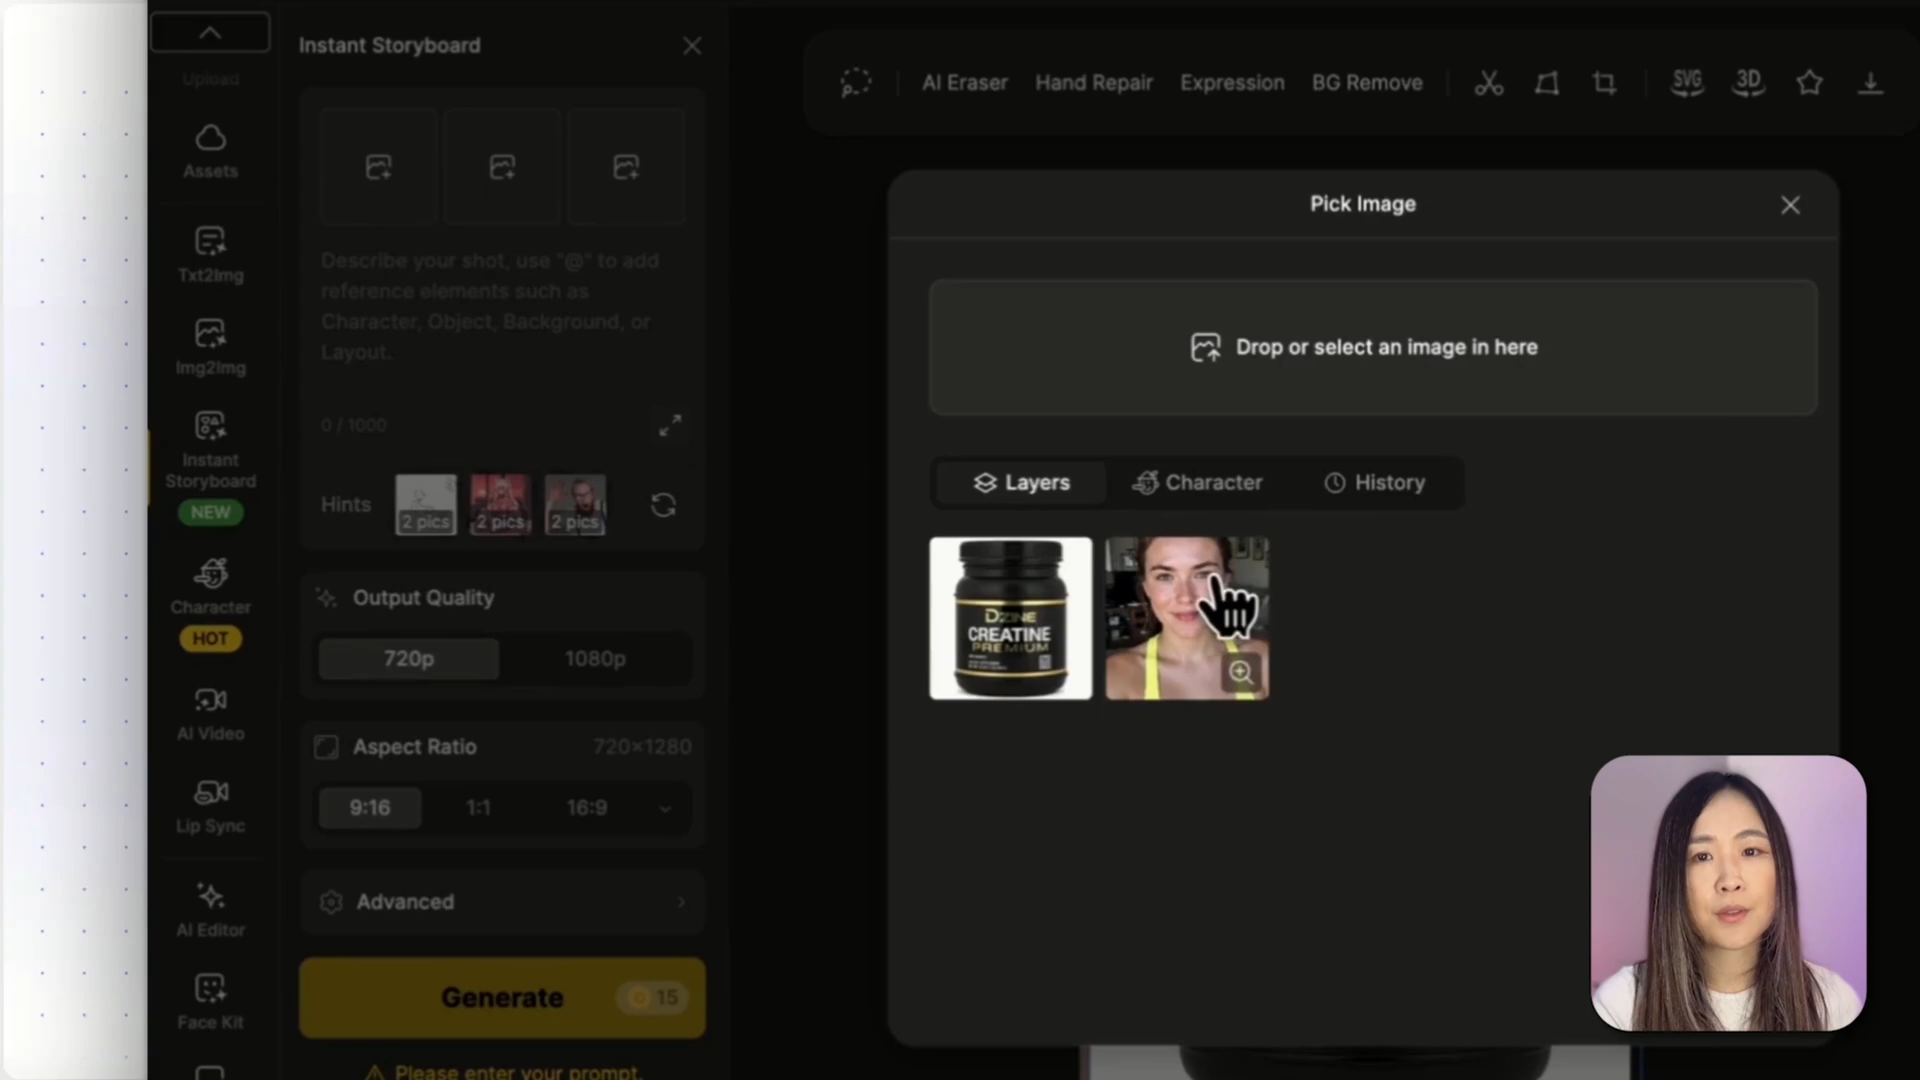 Upload
Assets
Txt2Img
Img2Img
Instant
Storyboard
NEW
Character
HOT
AI Video
Lip Sync
AI Editor
Face Kit
Instant Storyboard
Describe your shot, use "@" to add
reference elements such as
Character, Object, Background, or
Layout.
0 / 1000
Hints
2 pics
2 pics
2 pics
Output Quality
720p
1080p
Aspect Ratio
720×1280
9:16
1:1
16:9
Advanced
Generate
15
Please enter your prompt.
AI Eraser
Hand Repair
Expression
BG Remove
SVG
3D
Pick Image
Drop or select an image in here
Layers
Character
History
DZINE
CREATINE
PREMIUM